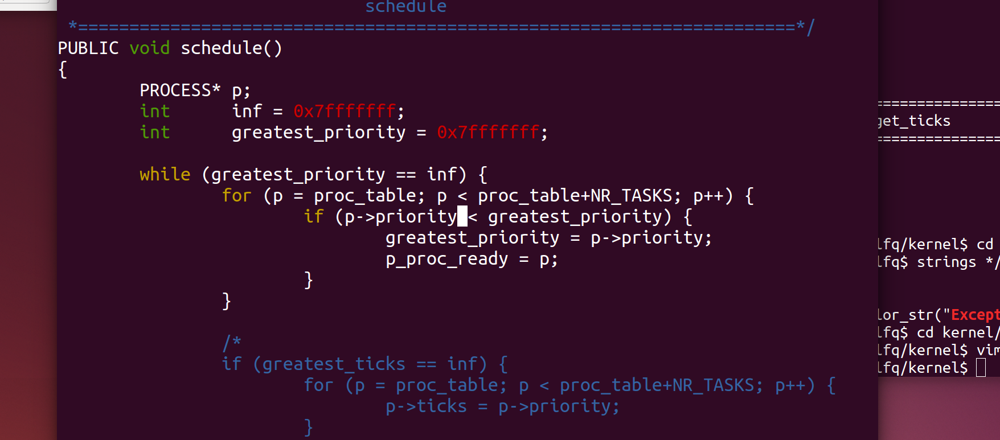 schedule
*======================================================================*/
PUBLIC void schedule()
{
PROCESS* p;
int inf = 0x7fffffff;
int greatest_priority = 0x7fffffff;
while (greatest_priority == inf) {
for (p = proc_table; p < proc_table+NR_TASKS; p++) {
if (p->priority < greatest_priority) {
greatest_priority = p->priority;
p_proc_ready = p;
}
}
/*
if (greatest_ticks == inf) {
for (p = proc_table; p < proc_table+NR_TASKS; p++) {
p->ticks = p->priority;
}
==============
get_ticks
==============
lfq/kernel$ cd
lfq$ strings */
lor_str("Except
lfq$ cd kernel/
lfq/kernel$ vim
lfq/kernel$